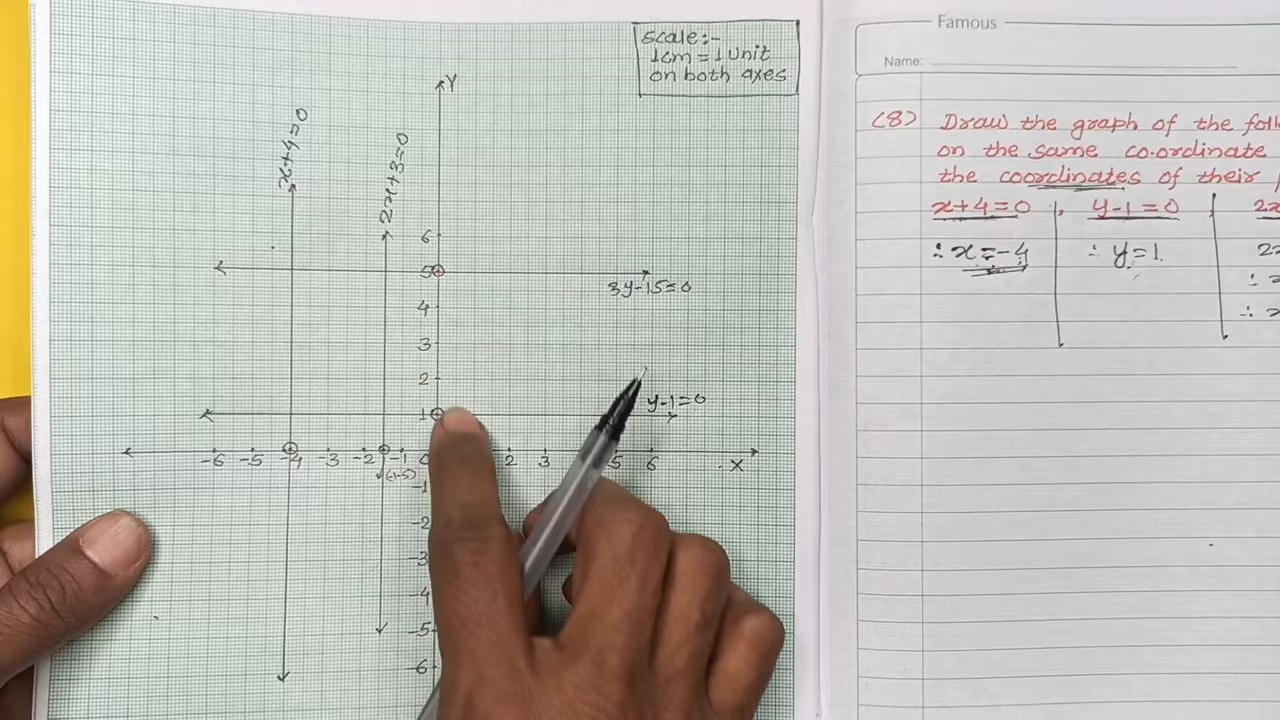 Scale:-
1cm = 1 Unit
on both axes
Y
x+4=0
2x+3=0
6
5
3y-15=0
4
3
2
y-1=0
1
-6 -5 -4 -3 -2 -1 0 2 3 5 6 X
(-1.5)
-1
-2
-3
-4
-5
-6
Famous
Name:
(8) Draw the graph of the
on the same co-ordinate
the coordinates of their
x+4=0, y-1=0,
∴ x=-4 ∴ y=1